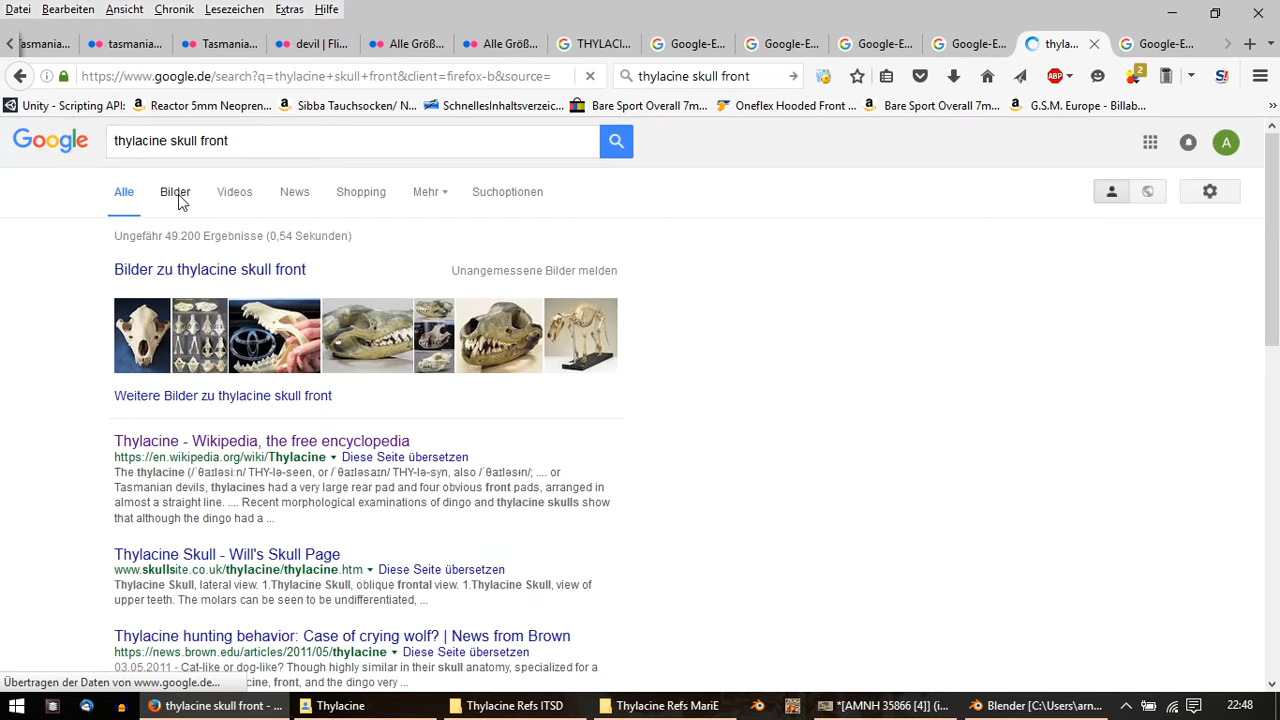 Datei Bearbeiten Ansicht Chronik Lesezeichen Extras Hilfe
asmania... tasmania... Tasmania... devil | Fli... Alle Größ... Alle Größ... THYLACI... Google-E... Google-E... Google-E... Google-E... thyla... Google-E...
https://www.google.de/search?q=thylacine+skull+front&client=firefox-b&source= thylacine skull front
Unity - Scripting API: Reactor 5mm Neopren... Sibba Tauchsocken/ N... SchnellesInhaltsverzeic... Bare Sport Overall 7m... Oneflex Hooded Front ... Bare Sport Overall 7m... G.S.M. Europe - Billab...
Google thylacine skull front A
Alle Bilder Videos News Shopping Mehr Suchoptionen
Ungefähr 49.200 Ergebnisse (0,54 Sekunden)
Bilder zu thylacine skull front Unangemessene Bilder melden
Weitere Bilder zu thylacine skull front
Thylacine - Wikipedia, the free encyclopedia
https://en.wikipedia.org/wiki/Thylacine Diese Seite übersetzen
The thylacine (/ˈθaɪləsiːn/ THY-lə-seen, or /ˈθaɪləsaɪn/ THY-lə-syn, also /ˈθaɪləsɪn/; .... or
Tasmanian devils, thylacines had a very large rear pad and four obvious front pads, arranged in
almost a straight line. .... Recent morphological examinations of dingo and thylacine skulls show
that although the dingo had a ...
Thylacine Skull - Will's Skull Page
www.skullsite.co.uk/thylacine/thylacine.htm Diese Seite übersetzen
Thylacine Skull, lateral view. 1.Thylacine Skull, oblique frontal view. 1.Thylacine Skull, view of
upper teeth. The molars can be seen to be undifferentiated, ...
Thylacine hunting behavior: Case of crying wolf? | News from Brown
https://news.brown.edu/articles/2011/05/thylacine Diese Seite übersetzen
03.05.2011 - Cat-like or dog-like? Though highly similar in their skull anatomy, specialized for a
Übertragen der Daten von www.google.de... cine, front, and the dingo very ...
thylacine skull front - ... Thylacine Thylacine Refs ITSD Thylacine Refs MariE *[AMNH 35866 [4]] (i... Blender [C:\Users\arn... 22:48